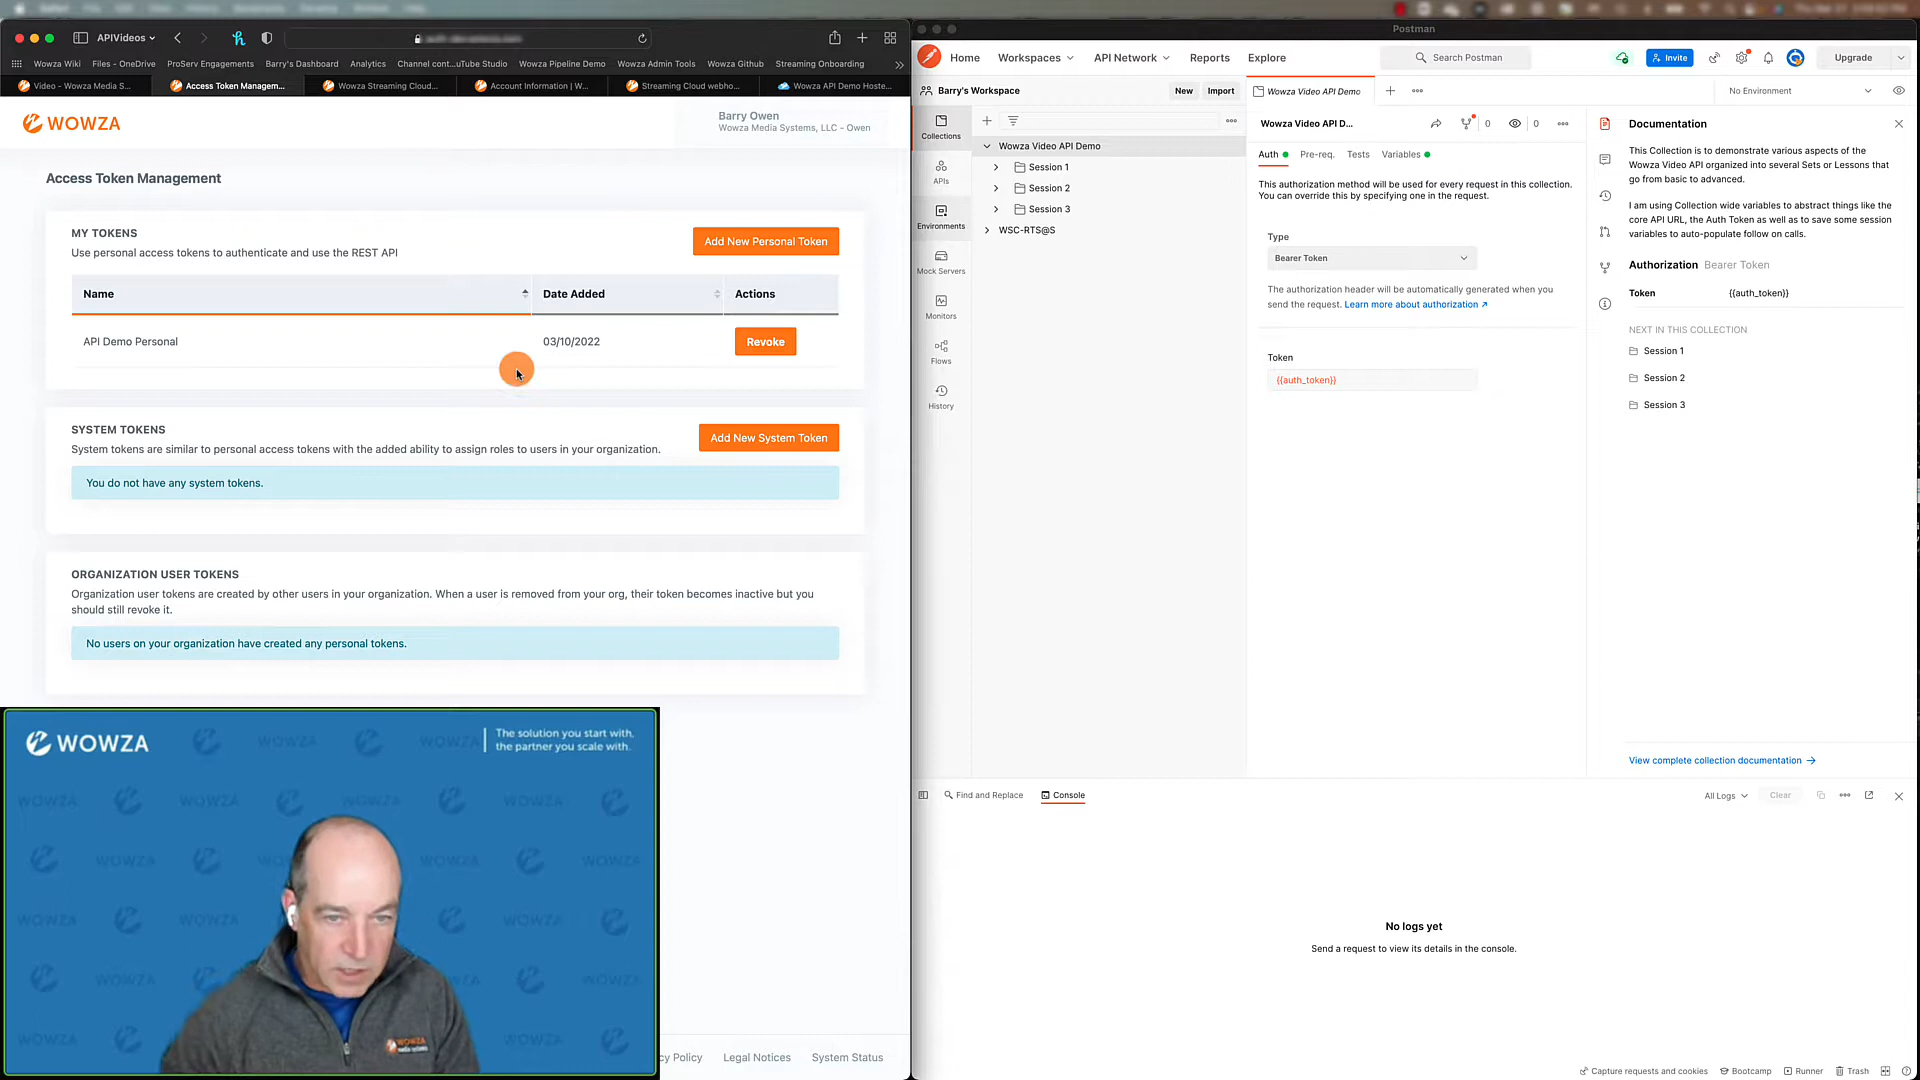 Postman
APIVideos
Wowza Wiki
Files - OneDrive
ProServ Engagements
Barry's Dashboard
Analytics
Channel cont...uTube Studio
Wowza Pipeline Demo
Wowza Admin Tools
Wowza Github
Streaming Onboarding
Video - Wowza Media S...
Access Token Managem...
Wowza Streaming Cloud...
Account Information | W...
Streaming Cloud webho...
Wowza API Demo Hoste...
WOWZA
Barry Owen
Wowza Media Systems, LLC - Owen
Access Token Management
MY TOKENS
Use personal access tokens to authenticate and use the REST API
Add New Personal Token
Name
Date Added
Actions
API Demo Personal
03/10/2022
Revoke
SYSTEM TOKENS
System tokens are similar to personal access tokens with the added ability to assign roles to users in your organization.
Add New System Token
You do not have any system tokens.
ORGANIZATION USER TOKENS
Organization user tokens are created by other users in your organization. When a user is removed from your org, their token becomes inactive but you
should still revoke it.
No users on your organization have created any personal tokens.
WOWZA
The solution you start with,
the partner you scale with.
WOWZA
media systems
cy Policy
Legal Notices
System Status
Home
Workspaces
API Network
Reports
Explore
Search Postman
Invite
Upgrade
Barry's Workspace
New
Import
Wowza Video API Demo
No Environment
Collections
APIs
Environments
Mock Servers
Monitors
Flows
History
Wowza Video API Demo
Session 1
Session 2
Session 3
WSC-RTS@S
Wowza Video API D...
0
0
Auth
Pre-req.
Tests
Variables
This authorization method will be used for every request in this collection.
You can override this by specifying one in the request.
Type
Bearer Token
The authorization header will be automatically generated when you
send the request. Learn more about authorization
Token
{{auth_token}}
Documentation
This Collection is to demonstrate various aspects of the
Wowza Video API organized into several Sets or Lessons that
go from basic to advanced.
I am using Collection wide variables to abstract things like the
core API URL, the Auth Token as well as to save some session
variables to auto-populate follow on calls.
Authorization Bearer Token
Token
{{auth_token}}
NEXT IN THIS COLLECTION
Session 1
Session 2
Session 3
View complete collection documentation
Find and Replace
Console
All Logs
Clear
No logs yet
Send a request to view its details in the console.
Capture requests and cookies
Bootcamp
Runner
Trash